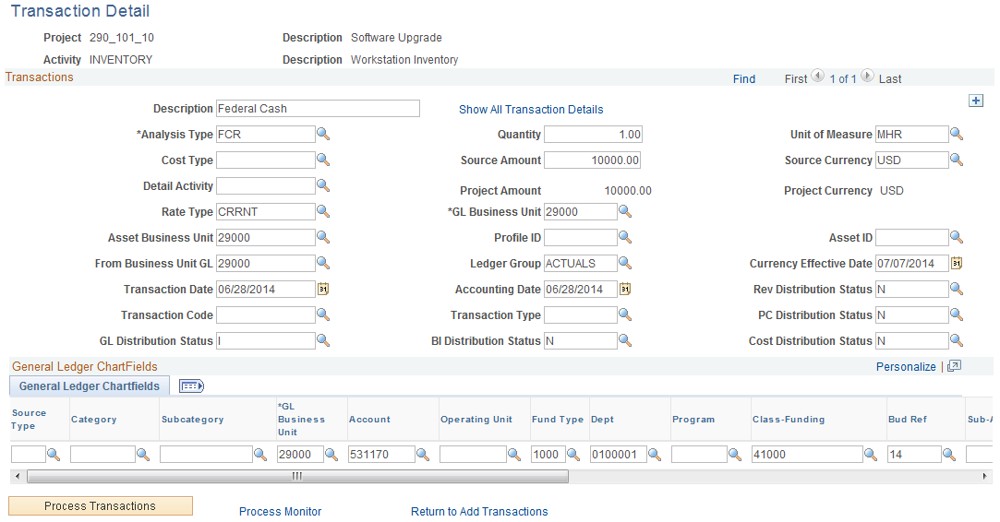 Transaction Detail
Project 290_101_10 Description Software Upgrade
Activity INVENTORY Description Workstation Inventory
Transactions Find First 1 of 1 Last
Description Federal Cash Show All Transaction Details
*Analysis Type FCR Quantity 1.00 Unit of Measure MHR
Cost Type Source Amount 10000.00 Source Currency USD
Detail Activity Project Amount 10000.00 Project Currency USD
Rate Type CRRNT *GL Business Unit 29000
Asset Business Unit 29000 Profile ID Asset ID
From Business Unit GL 29000 Ledger Group ACTUALS Currency Effective Date 07/07/2014
Transaction Date 06/28/2014 Accounting Date 06/28/2014 Rev Distribution Status N
Transaction Code Transaction Type PC Distribution Status N
GL Distribution Status I BI Distribution Status N Cost Distribution Status N
General Ledger ChartFields Personalize |
General Ledger Chartfields
Source Type Category Subcategory *GL Business Unit Account Operating Unit Fund Type Dept Program Class-Funding Bud Ref Sub-A
29000 531170 1000 0100001 41000 14
Process Transactions Process Monitor Return to Add Transactions